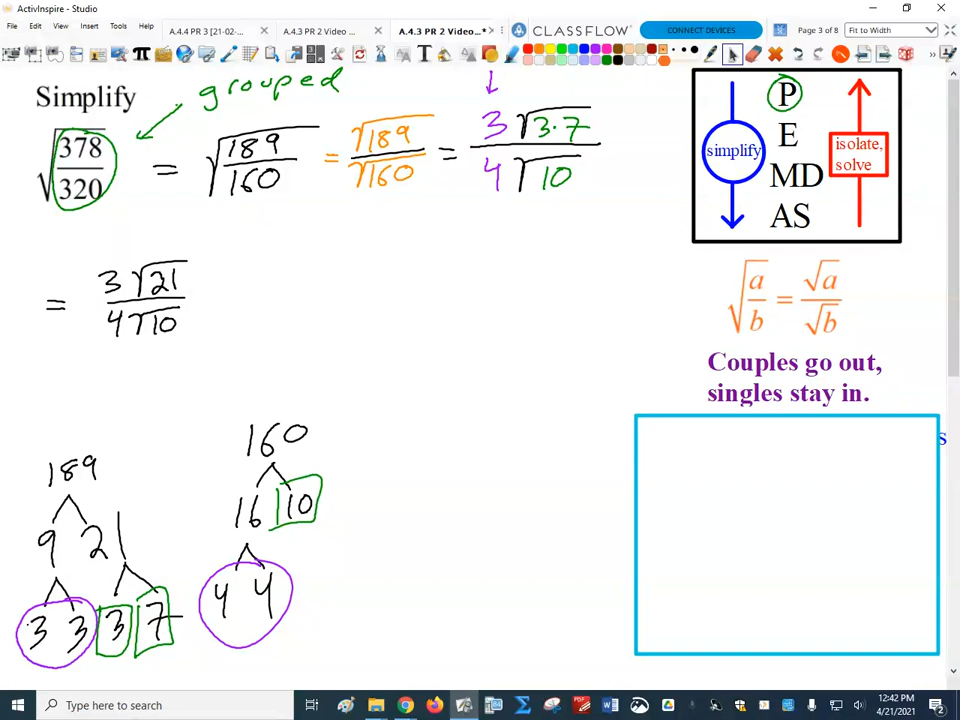 ActivInspire - STUDIO
File Edit View Insert Tools Help
A.4.4 PR 3 [21-02-...
A.4.3 PR 2 Video ...
A.4.3 PR 2 Video...*
CLASSFLOW
CONNECT DEVICES
Page 3 of 8
Fit to Width
Simplify
grouped
√(378/320) = √(189/160) = √189/√160 = 3√(3·7)/4√10
= 3√21/4√10
189
9 21
3 3 3 7
160
16 10
4 4
simplify
P
E
MD
AS
isolate,
solve
√(a/b) = √a/√b
Couples go out,
singles stay in.
s
Type here to search
12:42 PM
4/21/2021